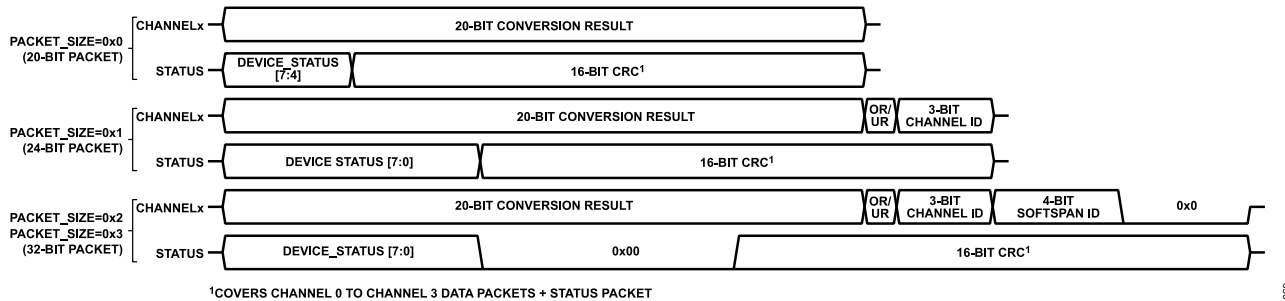 PACKET_SIZE=0x0
(20-BIT PACKET)
CHANNELx
20-BIT CONVERSION RESULT
STATUS
DEVICE_STATUS
[7:4]
16-BIT CRC1
PACKET_SIZE=0x1
(24-BIT PACKET)
CHANNELx
20-BIT CONVERSION RESULT
OR/
UR
3-BIT
CHANNEL ID
STATUS
DEVICE STATUS [7:0]
16-BIT CRC1
PACKET_SIZE=0x2
PACKET_SIZE=0x3
(32-BIT PACKET)
CHANNELx
20-BIT CONVERSION RESULT
OR/
UR
3-BIT
CHANNEL ID
4-BIT
SOFTSPAN ID
0x0
STATUS
DEVICE_STATUS [7:0]
0x00
16-BIT CRC1
1COVERS CHANNEL 0 TO CHANNEL 3 DATA PACKETS + STATUS PACKET